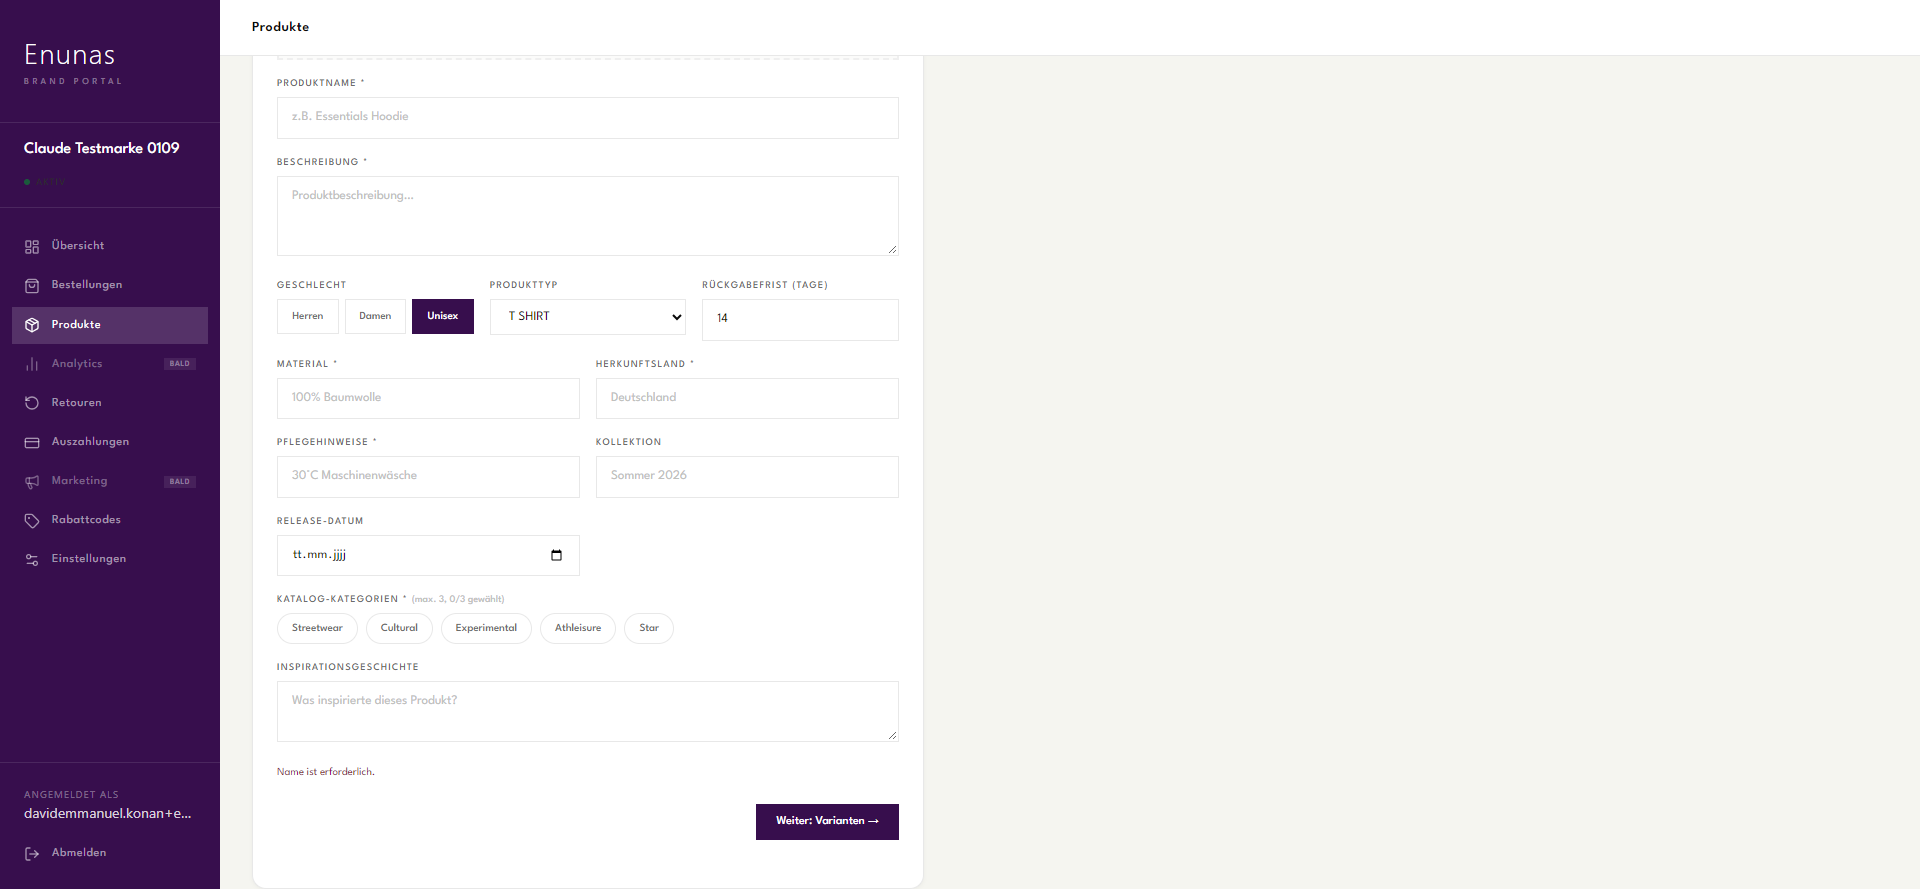 Enunas
BRAND PORTAL
Claude Testmarke 0109
AKTIV
Übersicht
Bestellungen
Produkte
Analytics BALD
Retouren
Auszahlungen
Marketing BALD
Rabattcodes
Einstellungen
ANGEMELDET ALS
davidemmanuel.konan+e...
Abmelden
Produkte
PRODUKTNAME *
z.B. Essentials Hoodie
BESCHREIBUNG *
Produktbeschreibung...
GESCHLECHT PRODUKTTYP RÜCKGABEFRIST (TAGE)
Herren Damen Unisex T SHIRT 14
MATERIAL * HERKUNFTSLAND *
100% Baumwolle Deutschland
PFLEGEHINWEISE * KOLLEKTION
30°C Maschinenwäsche Sommer 2026
RELEASE-DATUM
tt.mm.jjjj
KATALOG-KATEGORIEN * (max. 3, 0/3 gewählt)
Streetwear Cultural Experimental Athleisure Star
INSPIRATIONSGESCHICHTE
Was inspirierte dieses Produkt?
Name ist erforderlich.
Weiter: Varianten →